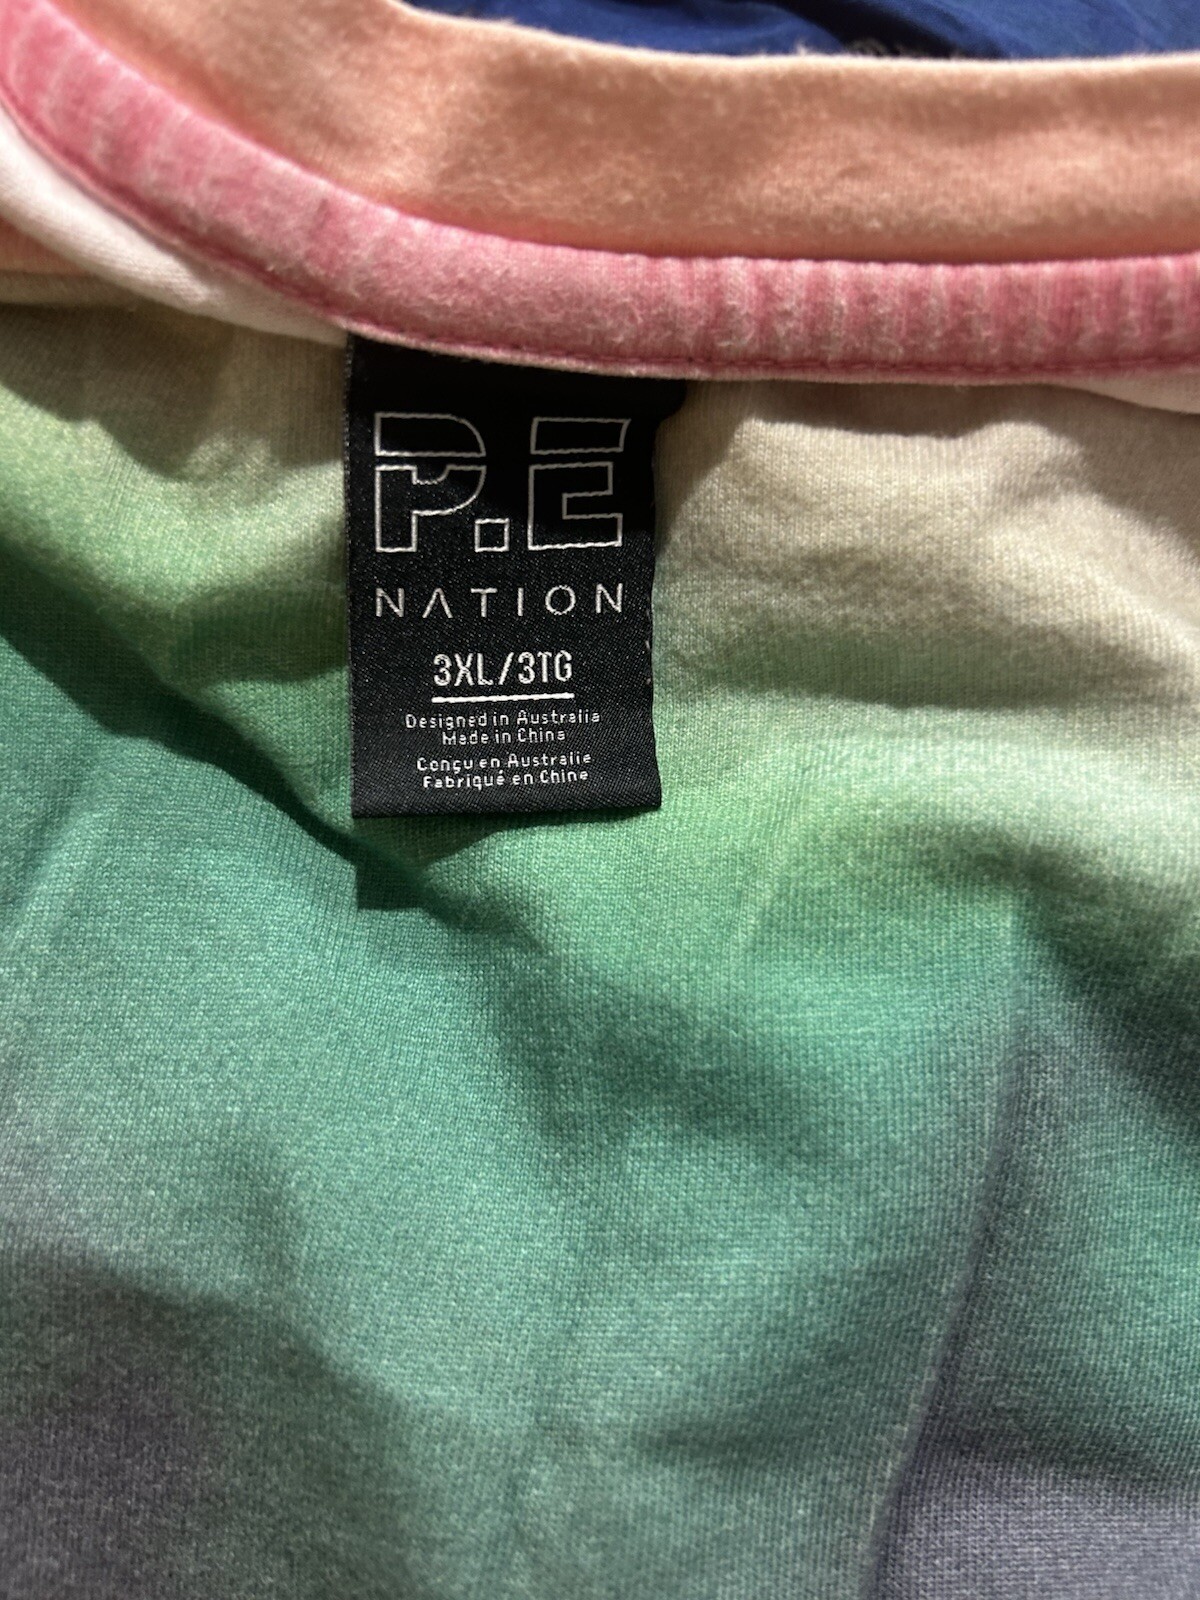 P.E
NATION
3XL/3TG
Designed in Australia
Made in China
Conçu en Australie
Fabriqué en Chine